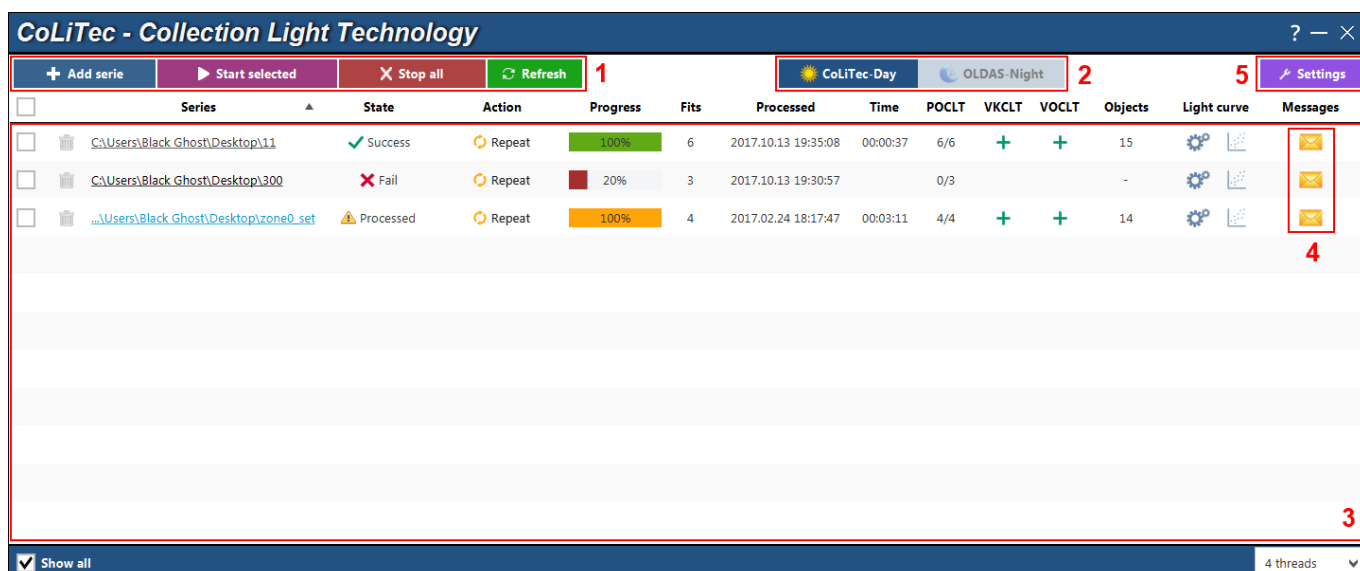 CoLiTec - Collection Light Technology ?
Add serie Start selected Stop all Refresh 1 CoLiTec-Day OLDAS-Night 2 5 Settings
Series State Action Progress Fits Processed Time POCLT VKCLT VOCLT Objects Light curve Messages
C:\Users\Black Ghost\Desktop\11 Success Repeat 100% 6 2017.10.13 19:35:08 00:00:37 6/6 + + 15
C:\Users\Black Ghost\Desktop\300 Fail Repeat 20% 3 2017.10.13 19:30:57 0/3 -
...\Users\Black Ghost\Desktop\zone0_set Processed Repeat 100% 4 2017.02.24 18:17:47 00:03:11 4/4 + + 14
4
3
Show all 4 threads